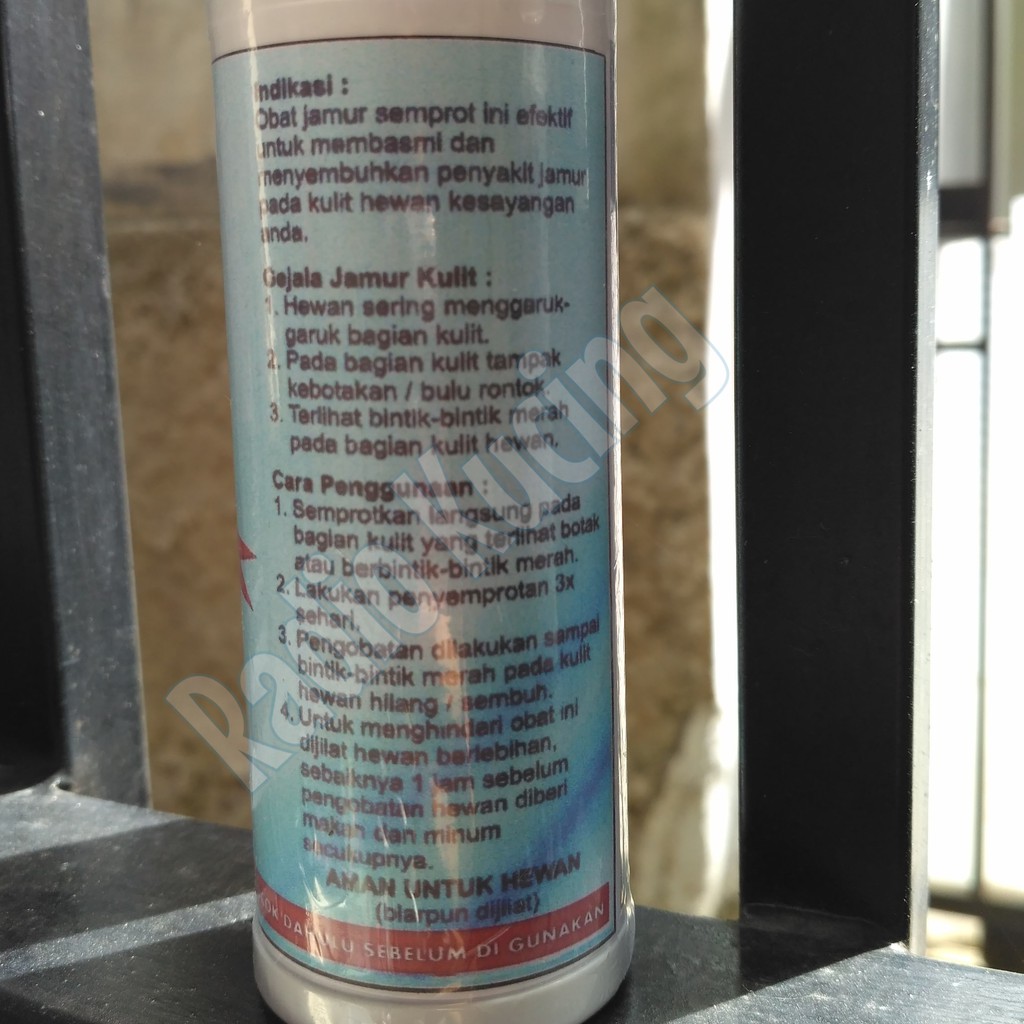 Indikasi :
Obat jamur semprot ini efektif
untuk membasmi dan
menyembuhkan penyakit jamur
pada kulit hewan kesayangan
anda.
Gejala Jamur Kulit :
1. Hewan sering menggaruk-
garuk bagian kulit.
2. Pada bagian kulit tampak
kebotakan / bulu rontok
3. Terlihat bintik-bintik merah
pada bagian kulit hewan.
Cara Penggunaan :
1. Semprotkan langsung pada
bagian kulit yang terlihat botak
atau berbintik-bintik merah.
2. Lakukan penyemprotan 3x
sehari.
3. Pengobatan dilakukan sampai
bintik-bintik merah pada kulit
hewan hilang / sembuh.
4. Untuk menghindari obat ini
dijilat hewan berlebihan,
sebaiknya 1 jam sebelum
pengobatan hewan diberi
makan dan minum
secukupnya.
AMAN UNTUK HEWAN
(biarpun dijilat)
DAHULU SEBELUM DI GUNAKAN
Ratio Kucing